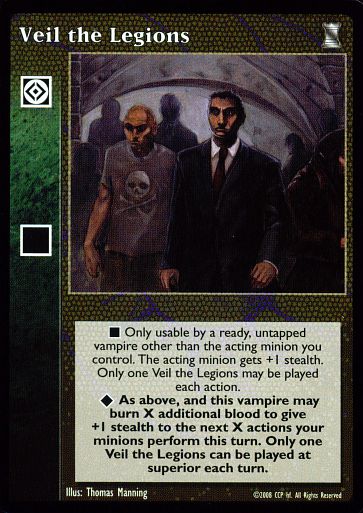 Veil the Legions
Only usable by a ready, untapped
vampire other than the acting minion you
control. The acting minion gets +1 stealth.
Only one Veil the Legions may be played
each action.
As above, and this vampire may
burn X additional blood to give
+1 stealth to the next X actions your
minions perform this turn. Only one
Veil the Legions can be played at
superior each turn.
Illus: Thomas Manning
©2008 CCP hf. All Rights Reserved